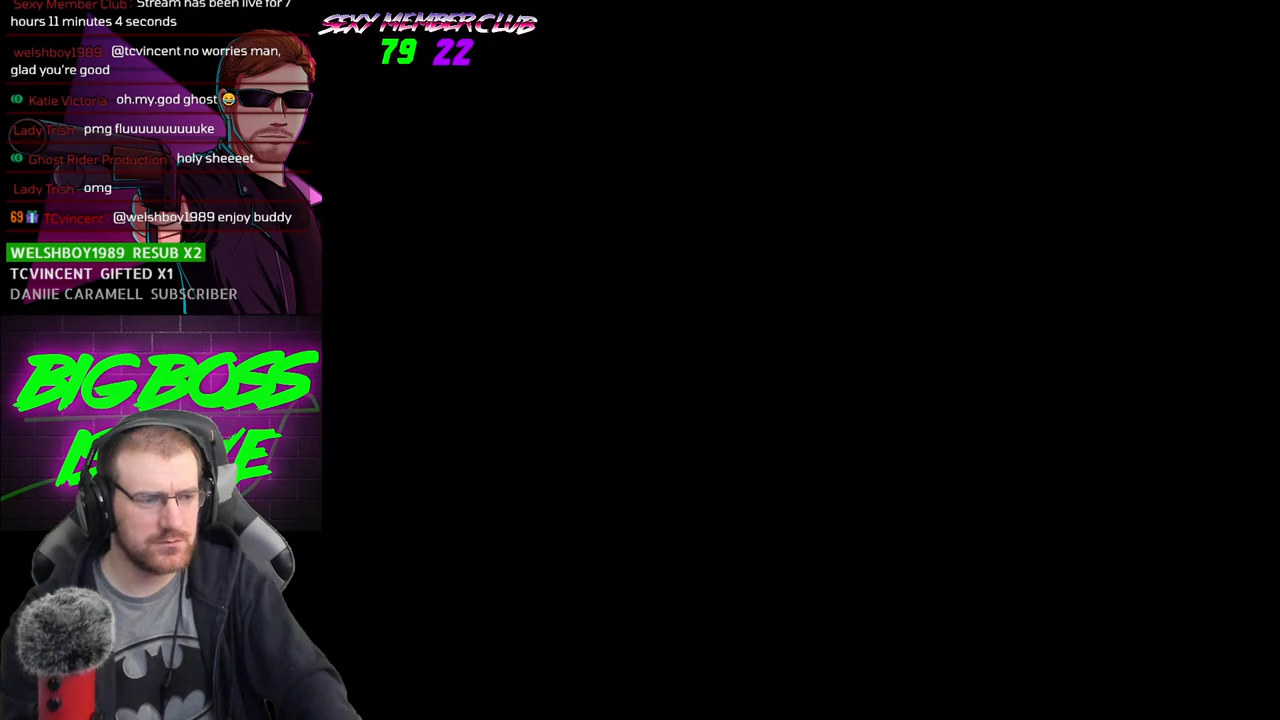 Sexy Member Club: Stream has been live for 7
hours 11 minutes 4 seconds
welshboy1989: @tcvincent no worries man,
glad you're good
Katie Victoria: oh.my.god ghost 😆
Lady Trish: pmg fluuuuuuuuuuke
Ghost Rider Production: holy sheeeet
Lady Trish: omg
69 TCvincent: @welshboy1989 enjoy buddy
WELSHBOY1989 RESUB X2
TCVINCENT GIFTED X1
DANIIE CARAMELL SUBSCRIBER
SEXY MEMBER CLUB
79 22
BIG BOSS